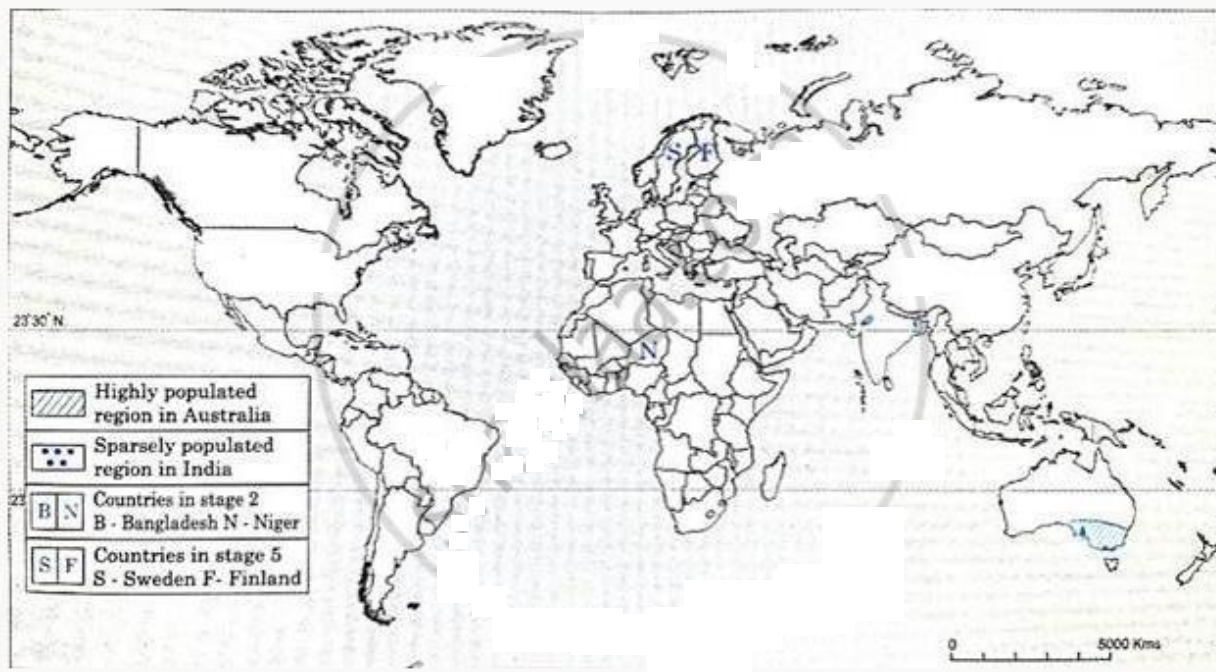 S F
23°30' N
N
B
Highly populated
region in Australia
Sparsely populated
region in India
B N
Countries in stage 2
B - Bangladesh N - Niger
S F
Countries in stage 5
S - Sweden F- Finland
23
0 5000 Kms